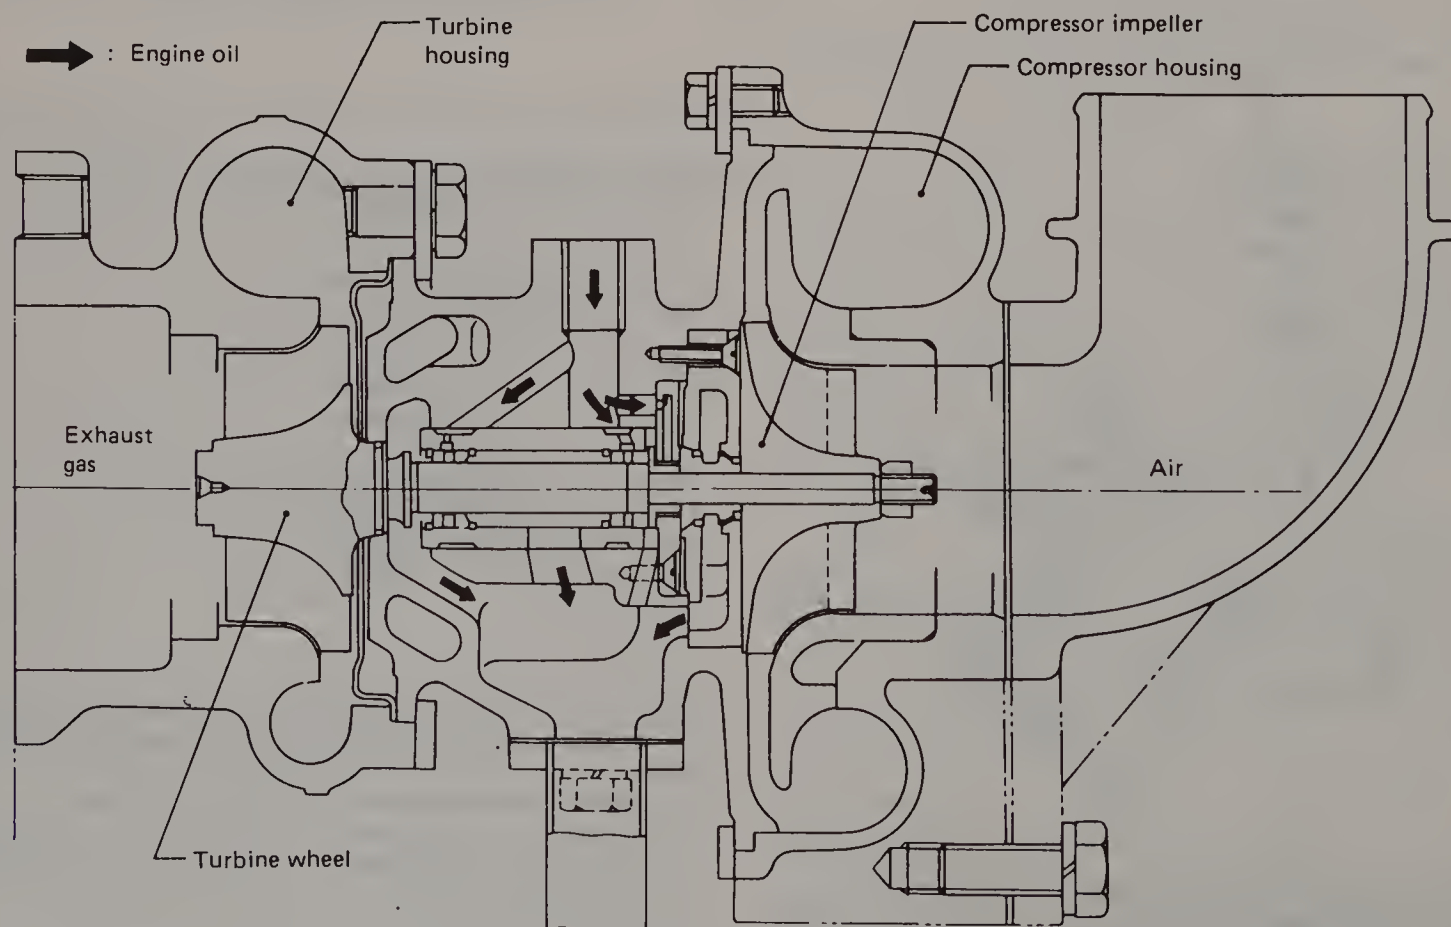 Turbine
housing
Compressor impeller
: Engine oil
Compressor housing
Exhaust
gas
Air
Turbine wheel